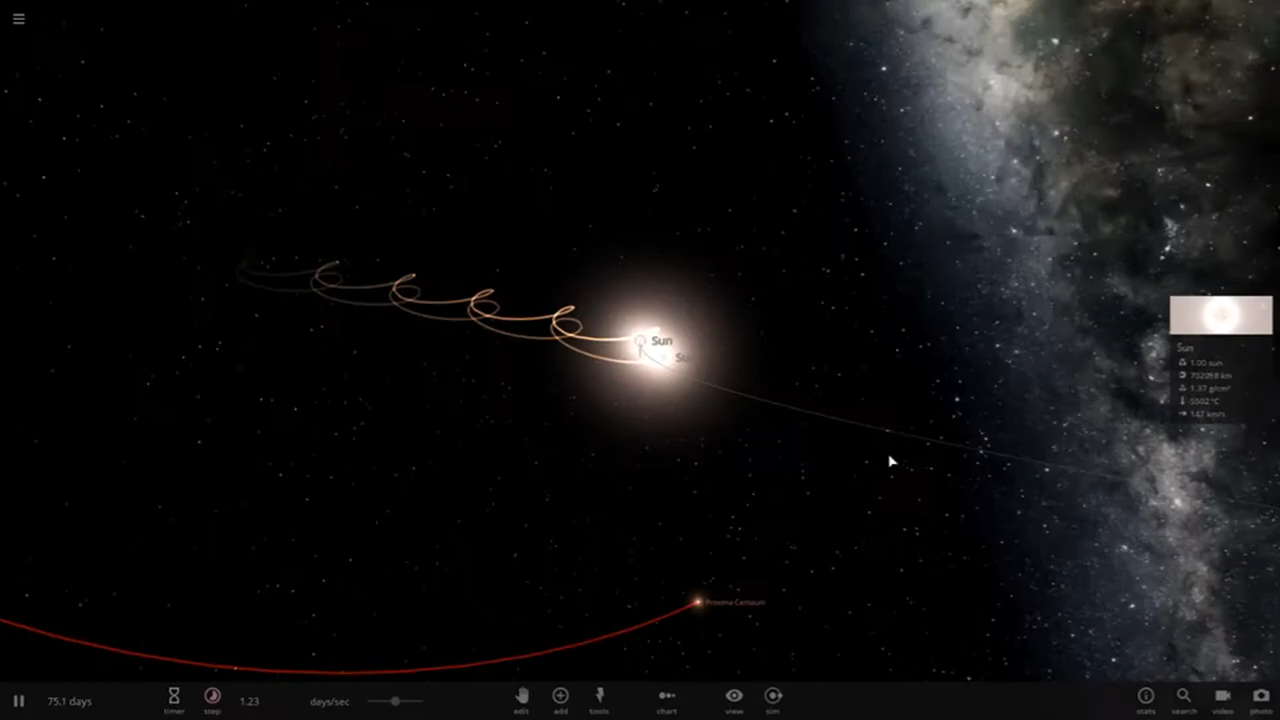 Sun
Su
Proxima Centauri
Sun
1.00 sun
702098 km
1.37 g/cm³
5502 °C
147 km/s
75.1 days
timer
step
1.23
days/sec
edit
add
tools
chart
view
sim
stats
search
video
photo